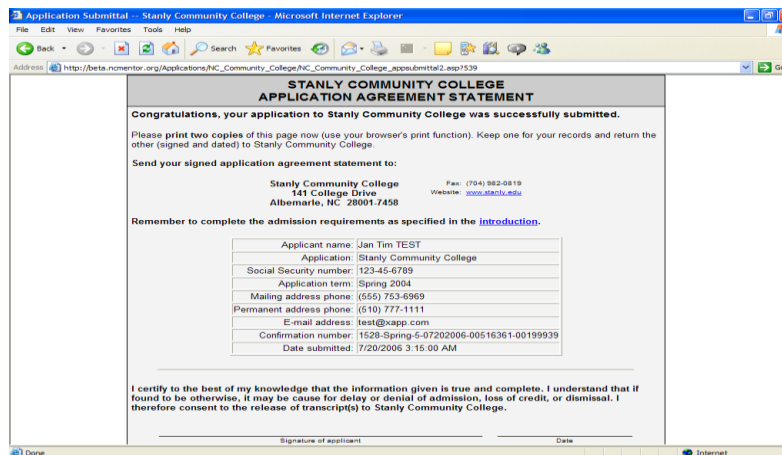 Application Submittal -- Stanly Community College - Microsoft Internet Explorer
File Edit View Favorites Tools Help
Back Search Favorites
Address http://beta.ncmentor.org/Applications/NC_Community_College/NC_Community_College_appsubmittal2.asp?539
STANLY COMMUNITY COLLEGE
APPLICATION AGREEMENT STATEMENT
Congratulations, your application to Stanly Community College was successfully submitted.
Please print two copies of this page now (use your browser's print function). Keep one for your records and return the
other (signed and dated) to Stanly Community College.
Send your signed application agreement statement to:
Stanly Community College Fax: (704) 982-0819
141 College Drive Website: www.stanly.edu
Albemarle, NC 28001-7458
Remember to complete the admission requirements as specified in the introduction.
Applicant name: Jan Tim TEST
Application: Stanly Community College
Social Security number: 123-45-6789
Application term: Spring 2004
Mailing address phone: (555) 753-6969
Permanent address phone: (510) 777-1111
E-mail address: test@xapp.com
Confirmation number: 1528-Spring-5-07202006-00516361-00199939
Date submitted: 7/20/2006 3:15:00 AM
I certify to the best of my knowledge that the information given is true and complete. I understand that if
found to be otherwise, it may be cause for delay or denial of admission, loss of credit, or dismissal. I
therefore consent to the release of transcript(s) to Stanly Community College.
Signature of applicant Date
Done Internet